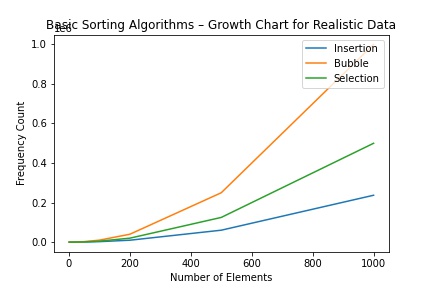 Basic Sorting Algorithms – Growth Chart for Realistic Data
1e6
Insertion
Bubble
Selection
1.0
0.8
0.6
0.4
0.2
0.0
Frequency Count
0 200 400 600 800 1000
Number of Elements